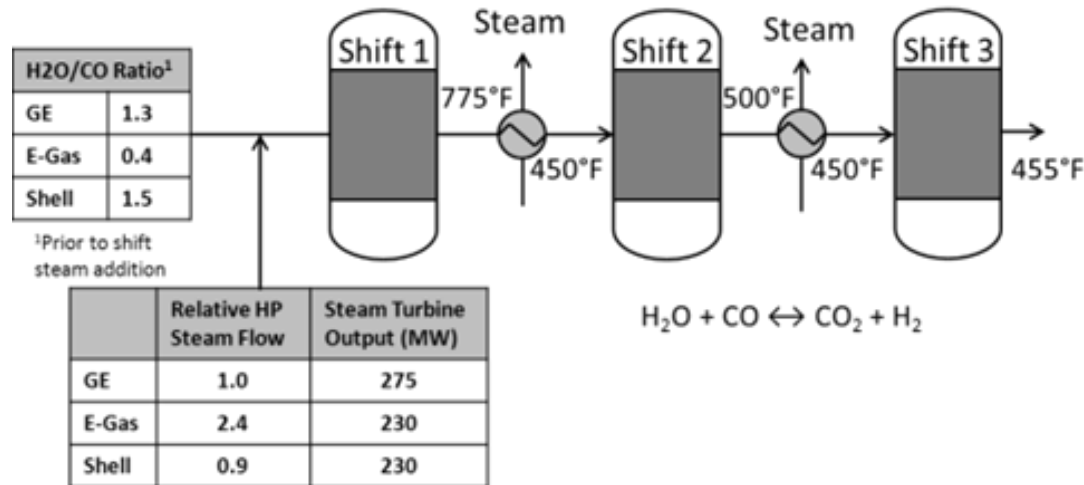 Steam
Steam
Shift 1
Shift 2
Shift 3
H2O/CO Ratio¹
GE 1.3
E-Gas 0.4
Shell 1.5
¹Prior to shift
steam addition
775°F
450°F
500°F
450°F
455°F
Relative HP
Steam Flow
Steam Turbine
Output (MW)
GE 1.0 275
E-Gas 2.4 230
Shell 0.9 230
H₂O + CO ↔ CO₂ + H₂